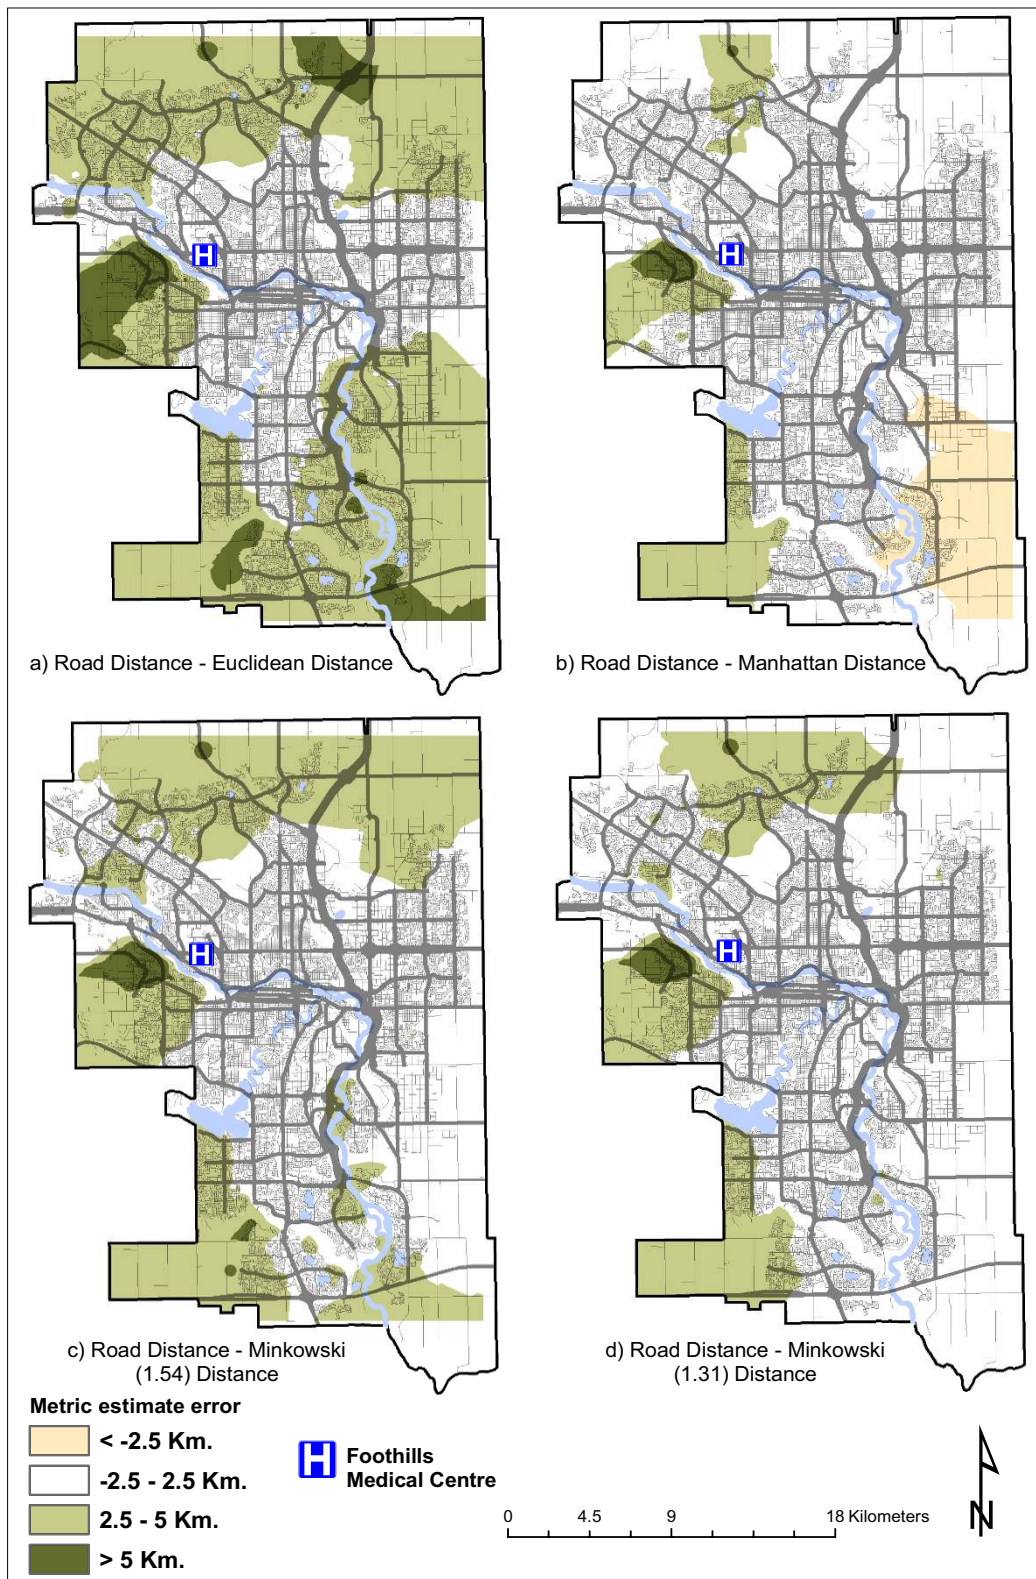 H
H
a) Road Distance - Euclidean Distance
b) Road Distance - Manhattan Distance
H
H
c) Road Distance - Minkowski
(1.54) Distance
d) Road Distance - Minkowski
(1.31) Distance
Metric estimate error
< -2.5 Km.
-2.5 - 2.5 Km.
2.5 - 5 Km.
> 5 Km.
H
Foothills
Medical Centre
0 4.5 9 18 Kilometers
N